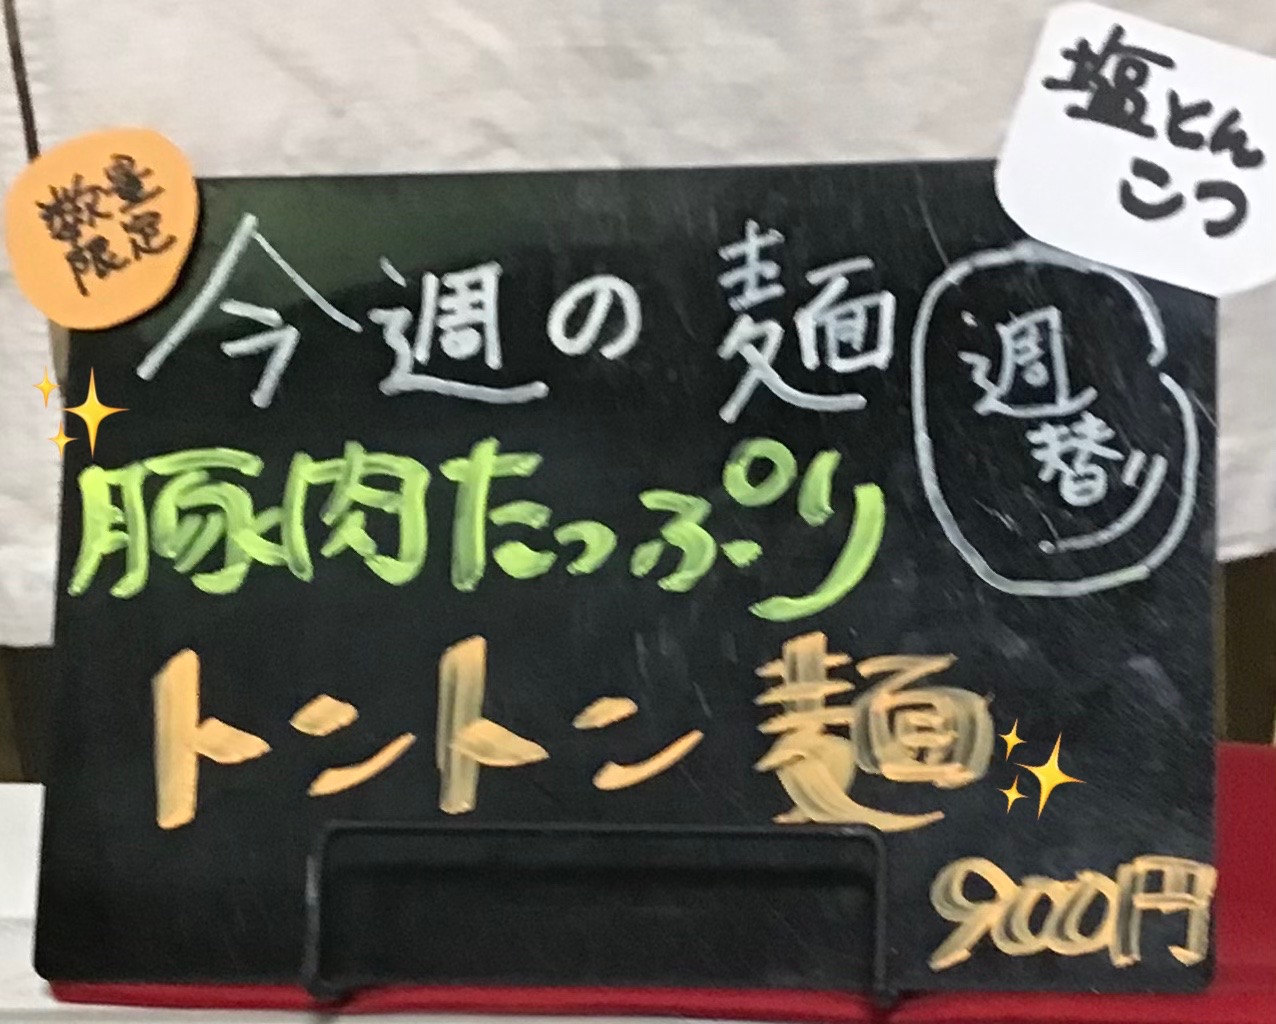 塩とん
こつ
数量
限定
今週の麺
週
替り
豚肉たっぷり
トントン麺
900円